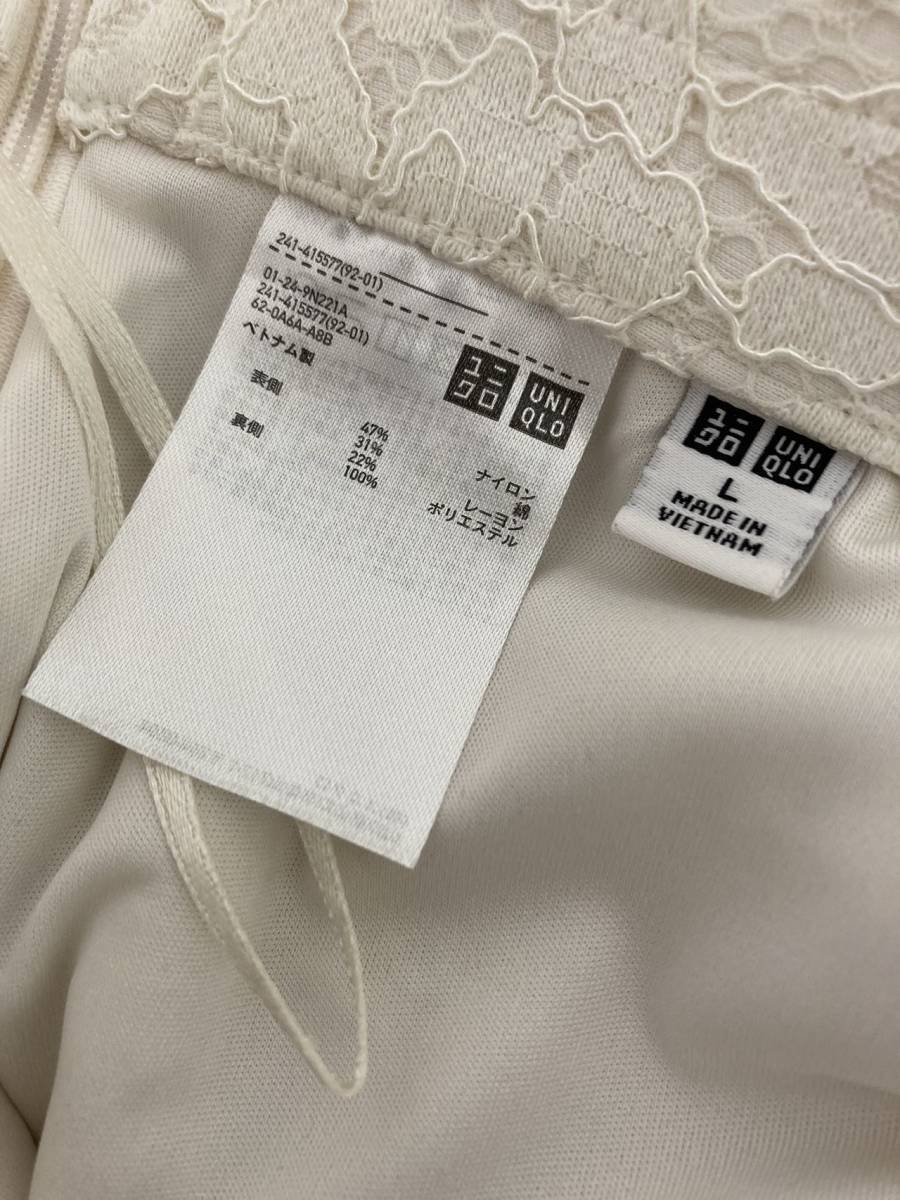 241-415577(92-01)
01-24-9N221A
241-415577(92-01)
62-0A6A-A8B
ベトナム製
ユニクロ
UNIQLO
表側 47% ナイロン
31% 綿
22% レーヨン
裏側 100% ポリエステル
ユニクロ
UNIQLO
L
MADE IN
VIETNAM